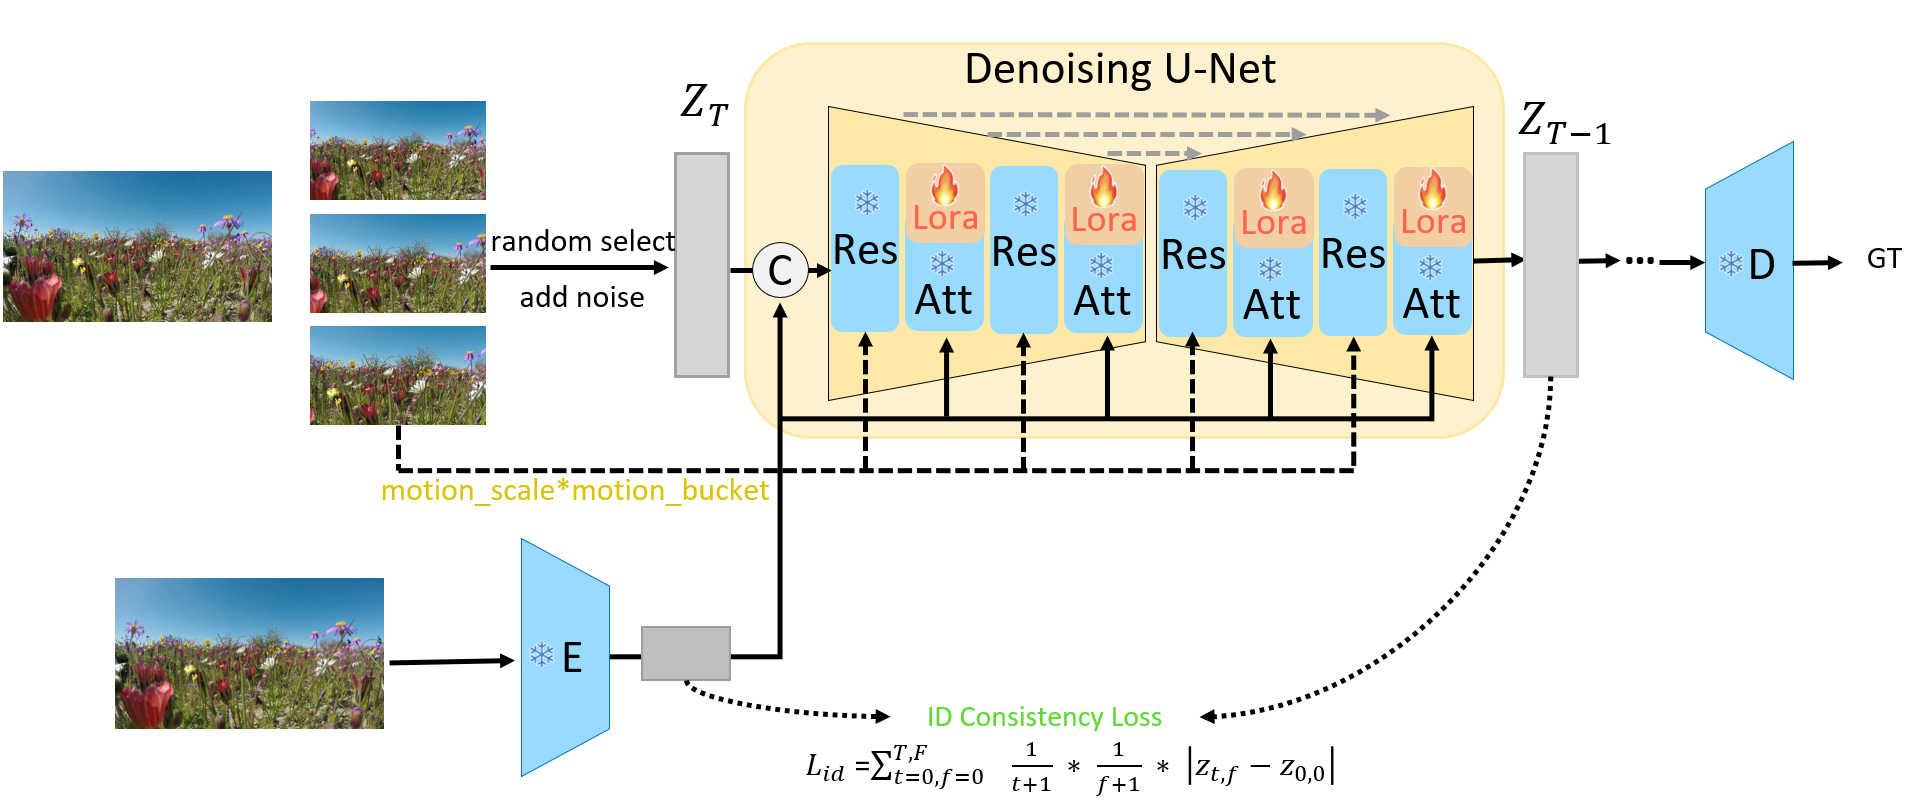 Denoising U-Net
Z_T
Z_{T-1}
random select
add noise
C
Res
Lora
Att
Res
Lora
Att
Res
Lora
Att
Res
Lora
Att
...
D
GT
motion_scale*motion_bucket
E
ID Consistency Loss
L_{id} =∑_{t=0,f=0}^{T,F} \frac{1}{t+1} * \frac{1}{f+1} * |z_{t,f} − z_{0,0}|